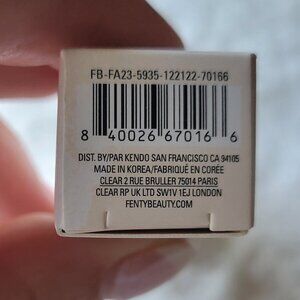 FB-FA23-5935-122122-70166
8 40026 67016 6
DIST. BY/PAR KENDO SAN FRANCISCO CA 94105
MADE IN KOREA/FABRIQUÉ EN CORÉE
CLEAR 2 RUE BRULLER 75014 PARIS
CLEAR RP UK LTD SW1V 1EJ LONDON
FENTYBEAUTY.COM